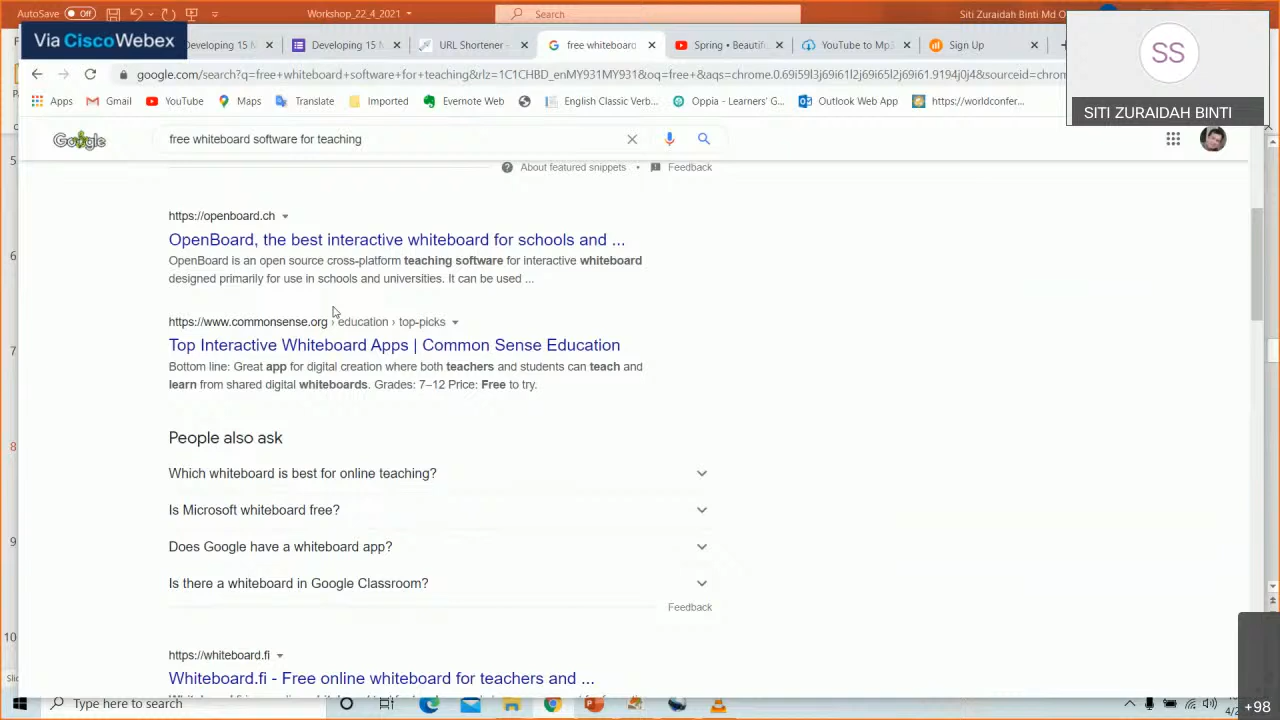 AutoSave Off
Workshop_22_4_2021
Search
Siti Zuraidah Binti Md O
Via CiscoWebex
eveloping 15 N
Developing 15 M
URL Shortener -
free whiteboard
Spring • Beautif
YouTube to Mp
Sign Up
SS
SITI ZURAIDAH BINTI
google.com/search?q=free+whiteboard+software+for+teaching&rlz=1C1CHBD_enMY931MY931&oq=free+&aqs=chrome.0.69i59l3j69i61l2j69i65l2j69i61.9194j0j4&sourceid=chrom
Apps
Gmail
YouTube
Maps
Translate
Imported
Evernote Web
English Classic Verb...
Oppia - Learners' G...
Outlook Web App
https://worldconfer...
Google
free whiteboard software for teaching
About featured snippets • Feedback
https://openboard.ch
OpenBoard, the best interactive whiteboard for schools and ...
OpenBoard is an open source cross-platform teaching software for interactive whiteboard
designed primarily for use in schools and universities. It can be used ...
https://www.commonsense.org › education › top-picks
Top Interactive Whiteboard Apps | Common Sense Education
Bottom line: Great app for digital creation where both teachers and students can teach and
learn from shared digital whiteboards. Grades: 7–12 Price: Free to try.
People also ask
Which whiteboard is best for online teaching?
Is Microsoft whiteboard free?
Does Google have a whiteboard app?
Is there a whiteboard in Google Classroom?
Feedback
https://whiteboard.fi
Whiteboard.fi - Free online whiteboard for teachers and ...
5
6
7
8
9
10
Type here to search
+98